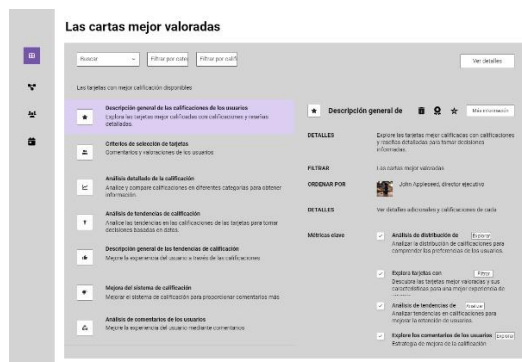 Las cartas mejor valoradas
Buscar
Filtrar por cate
Filtrar por califi
Ver detalles
Las tarjetas con mejor calificación disponibles
Descripción general de las calificaciones de los usuarios
Explora las tarjetas mejor calificadas con calificaciones y reseñas
detalladas.
Criterios de selección de tarjetas
Comentarios y valoraciones de los usuarios
Análisis detallado de la calificación
Analice y compare calificaciones en diferentes categorías para obtener
información.
Análisis de tendencias de calificación
Analice las tendencias en las calificaciones de las tarjetas para tomar
decisiones basadas en datos.
Descripción general de las tendencias de calificación
Mejore la experiencia del usuario a través de las calificaciones
Mejora del sistema de calificación
Mejorar el sistema de calificación para proporcionar comentarios más
Análisis de comentarios de los usuarios
Mejore la experiencia del usuario mediante comentarios
Descripción general de
Más información
DETALLES
Explore las tarjetas mejor calificadas con calificaciones
y reseñas detalladas para tomar decisiones
informadas.
FILTRAR
Las cartas mejor valoradas
ORDENAR POR
John Appleseed, director ejecutivo
DETALLES
Ver detalles adicionales y calificaciones de cada
Métricas clave
Análisis de distribución de
Explorar
Analizar la distribución de calificaciones para
comprender las preferencias de los usuarios.
Explora tarjetas con
Filtrar
Descubra las tarjetas mejor valoradas y sus
características para una mejor experiencia de
Análisis de tendencias de
Analizar
Analizar tendencias en calificaciones para
mejorar la retención de usuarios.
Explore los comentarios de los usuarios
Explorar
Estrategia de mejora de la calificación